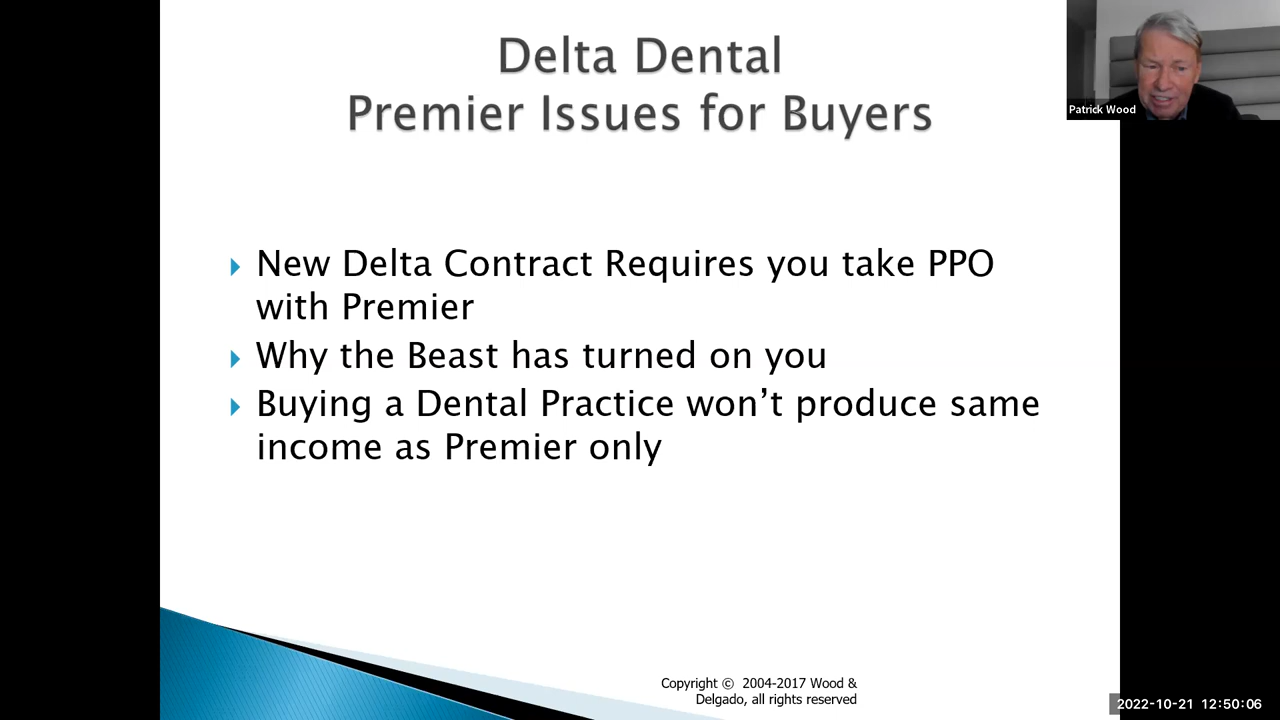 Delta Dental
Premier Issues for Buyers
Patrick Wood
New Delta Contract Requires you take PPO
with Premier
Why the Beast has turned on you
Buying a Dental Practice won’t produce same
income as Premier only
Copyright © 2004-2017 Wood &
Delgado, all rights reserved
2022-10-21 12:50:06